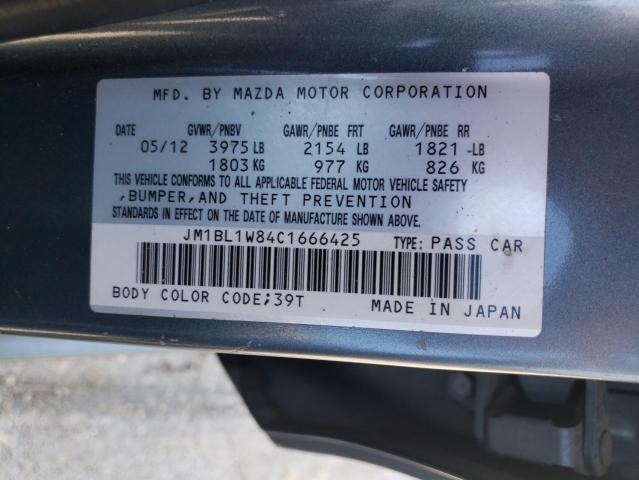 MFD. BY MAZDA MOTOR CORPORATION
DATE GVWR/PNBV GAWR/PNBE FRT GAWR/PNBE RR
05/12 3975 LB 2154 LB 1821 -LB
1803 KG 977 KG 826 KG
THIS VEHICLE CONFORMS TO ALL APPLICABLE FEDERAL MOTOR VEHICLE SAFETY
,BUMPER,AND THEFT PREVENTION
STANDARDS IN EFFECT ON THE DATE OF MANUFACTURE SHOWN ABOVE.
JM1BL1W84C1666425 TYPE: PASS CAR
BODY COLOR CODE;39T MADE IN JAPAN